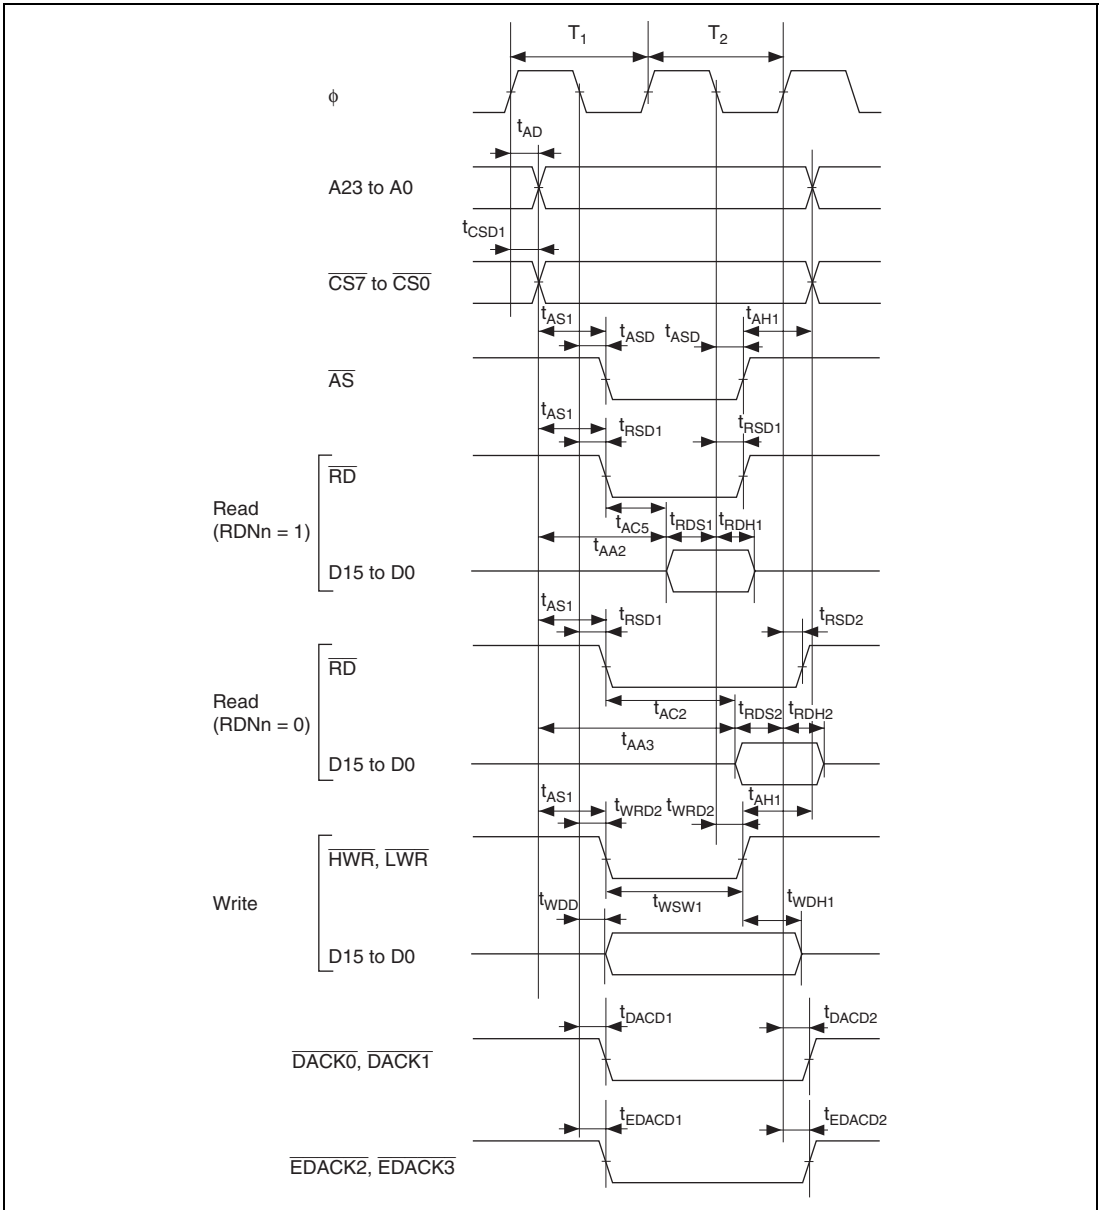 T1 T2
ϕ
tAD
A23 to A0
tCSD1
CS7 to CS0
tAS1 tASD tASD tAH1
AS
tAS1 tRSD1 tRSD1
RD
Read
(RDNn = 1)
tAC5 tRDS1 tRDH1
tAA2
D15 to D0
tAS1 tRSD1 tRSD2
RD
Read
(RDNn = 0)
tAC2 tRDS2 tRDH2
tAA3
D15 to D0
tAS1 tWRD2 tWRD2 tAH1
HWR, LWR
Write
tWDD tWSW1 tWDH1
D15 to D0
tDACD1 tDACD2
DACK0, DACK1
tEDACD1 tEDACD2
EDACK2, EDACK3